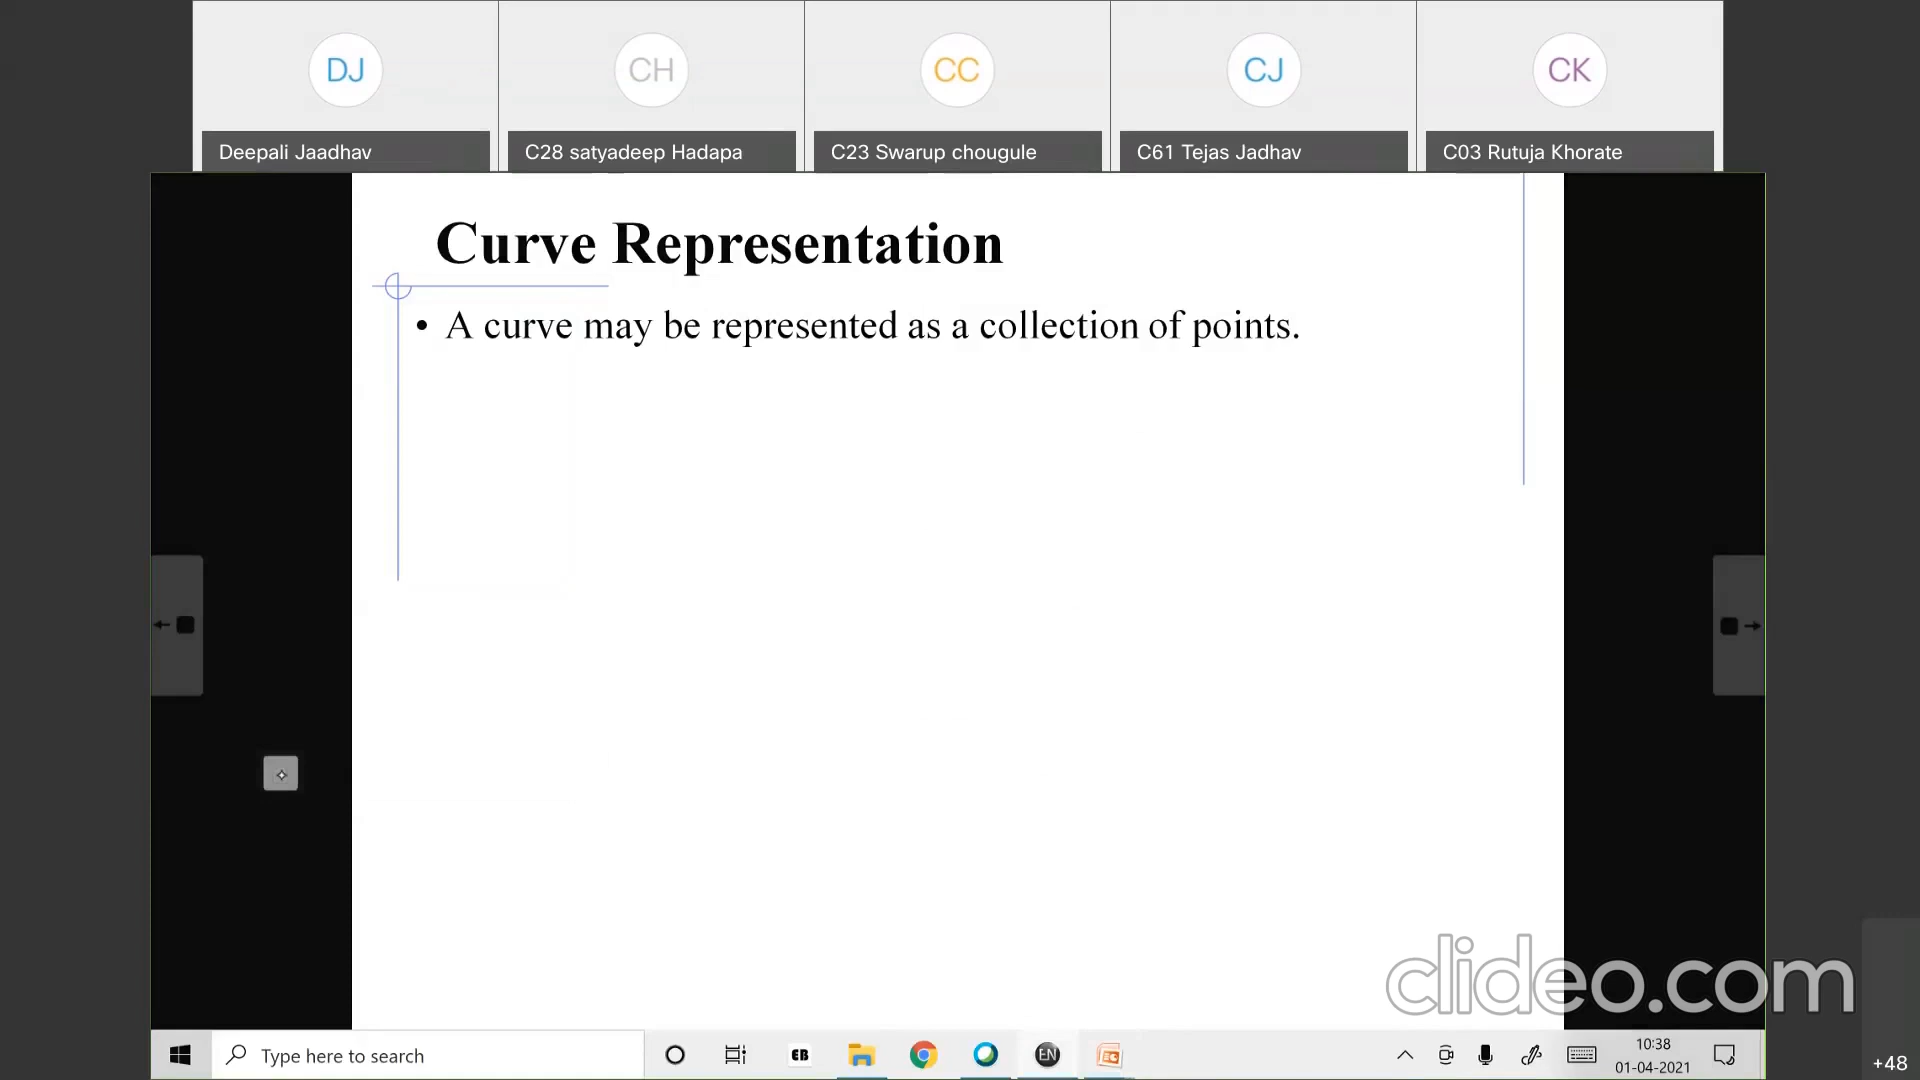 DJ
CH
CC
CJ
CK
Deepali Jaadhav
C28 satyadeep Hadapa
C23 Swarup chougule
C61 Tejas Jadhav
C03 Rutuja Khorate
Curve Representation
• A curve may be represented as a collection of points.
clideo.com
Type here to search
EB
EN
10:38
01-04-2021
+48